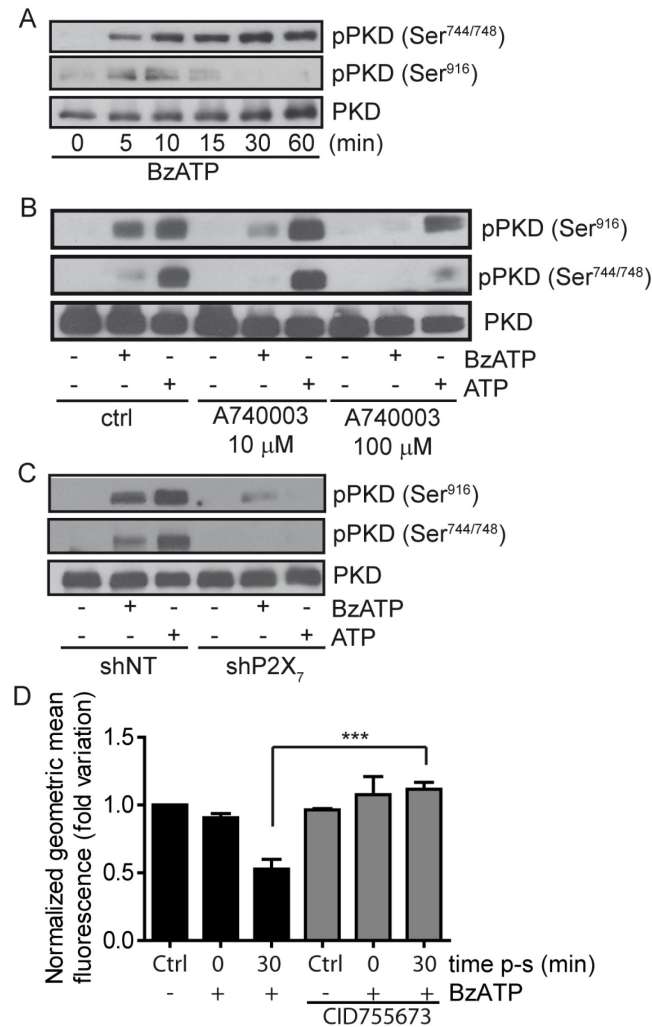 A
pPKD (Ser744/748)
pPKD (Ser916)
PKD
0 5 10 15 30 60 (min)
BzATP
B
pPKD (Ser916)
pPKD (Ser744/748)
PKD
- + - - + - - + - BzATP
- - + - - + - - + ATP
ctrl A740003 A740003
10 µM 100 µM
C
pPKD (Ser916)
pPKD (Ser744/748)
PKD
- + - - + - BzATP
- - + - - + ATP
shNT shP2X7
D
Normalized geometric mean
fluorescence (fold variation)
1.5
1.0
0.5
0.0
***
Ctrl 0 30 Ctrl 0 30 time p-s (min)
- + + - + + BzATP
CID755673